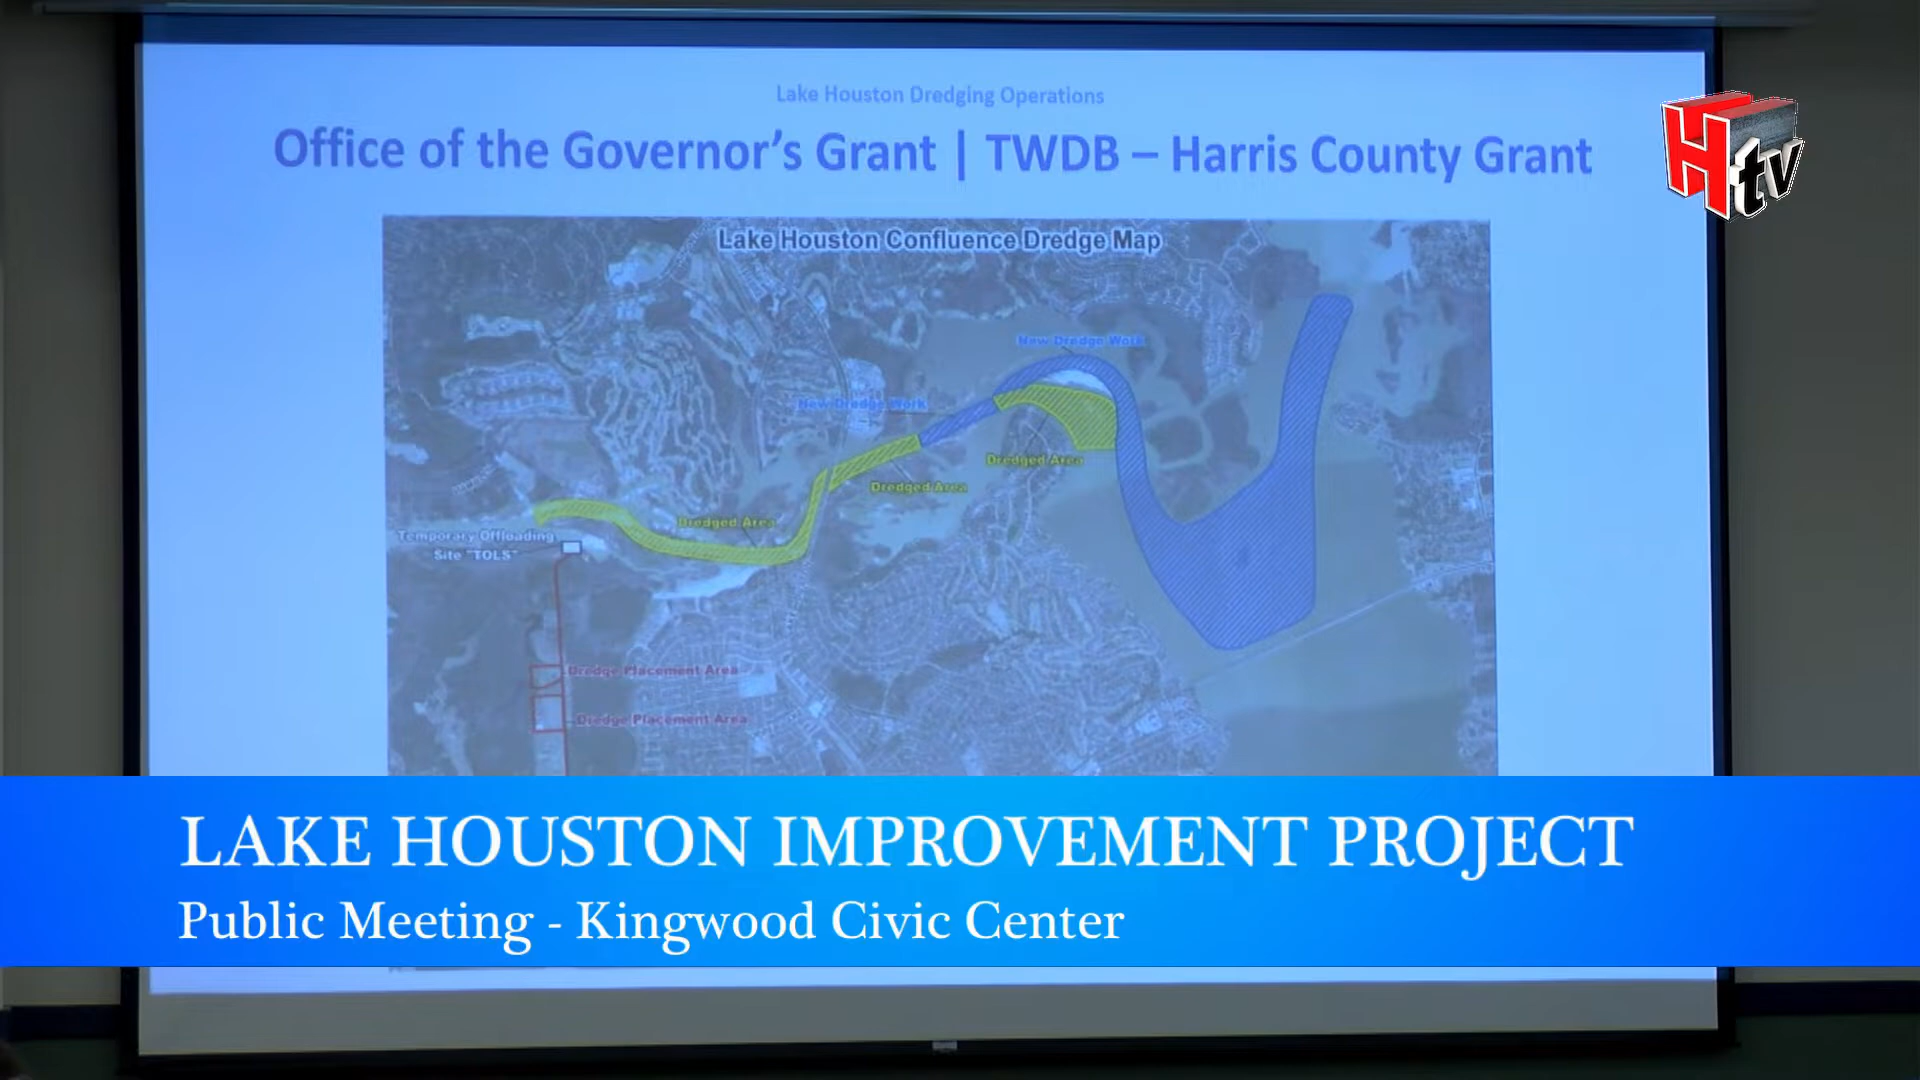 Lake Houston Dredging Operations
Office of the Governor's Grant | TWDB – Harris County Grant
Htv
Lake Houston Confluence Dredge Map
New Dredge Work
New Dredge Work
Dredged Area
Dredged Area
Dredged Area
Temporary Offloading
Site "TOLS"
Dredge Placement Area
Dredge Placement Area
LAKE HOUSTON IMPROVEMENT PROJECT
Public Meeting - Kingwood Civic Center